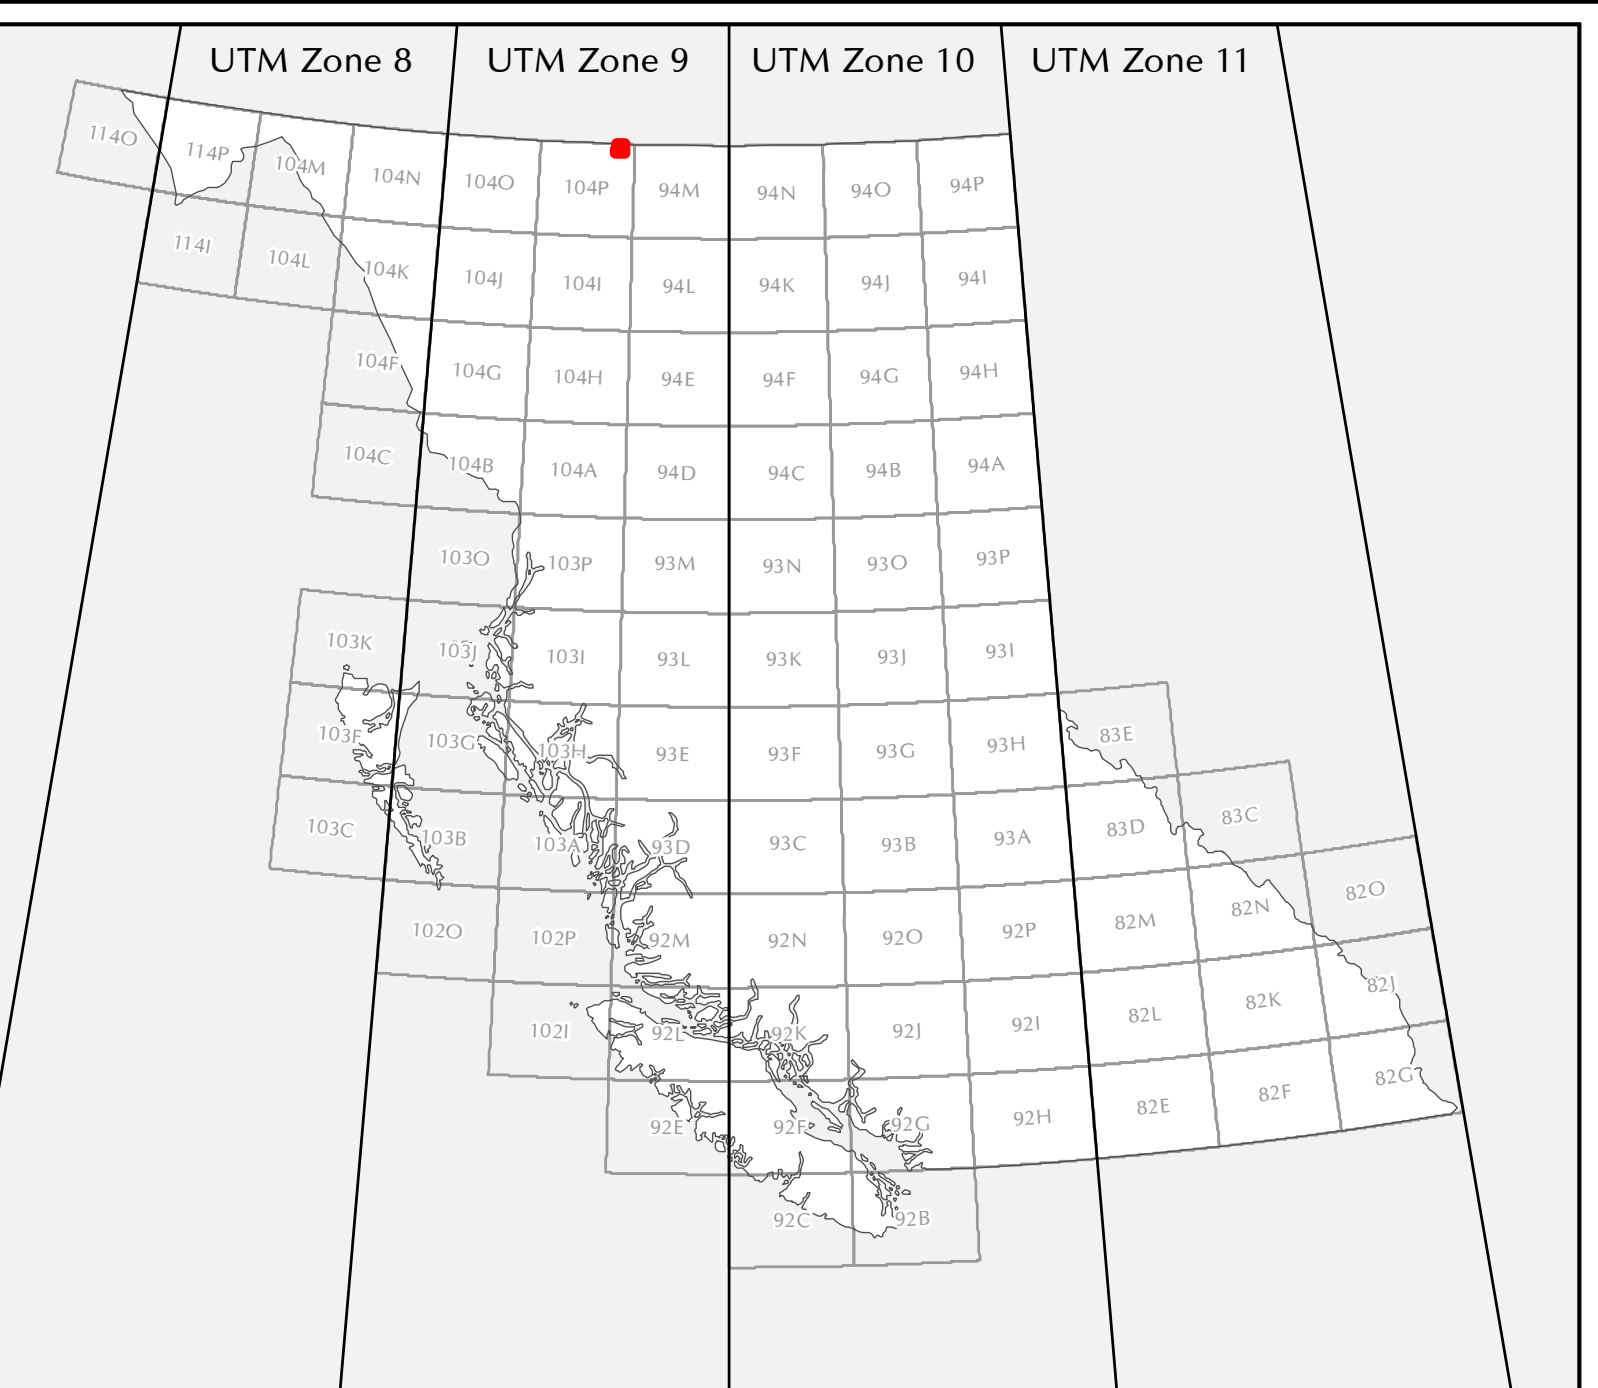 UTM Zone 8 UTM Zone 9 UTM Zone 10 UTM Zone 11
114O 114P 104M 104N 104O 104P 94M 94N 94O 94P
114I 104L 104K 104J 104I 94L 94K 94J 94I
104F 104G 104H 94E 94F 94G 94H
104C 104B 104A 94D 94C 94B 94A
103O 103P 93M 93N 93O 93P
103K 103J 103I 93L 93K 93J 93I
103F 103G 103H 93E 93F 93G 93H 83E
103C 103B 103A 93D 93C 93B 93A 83D 83C
102O 102P 92M 92N 92O 92P 82M 82N 82O
102I 92L 92K 92J 92I 82L 82K 82J
92E 92F 92G 92H 82E 82F 82G
92C 92B